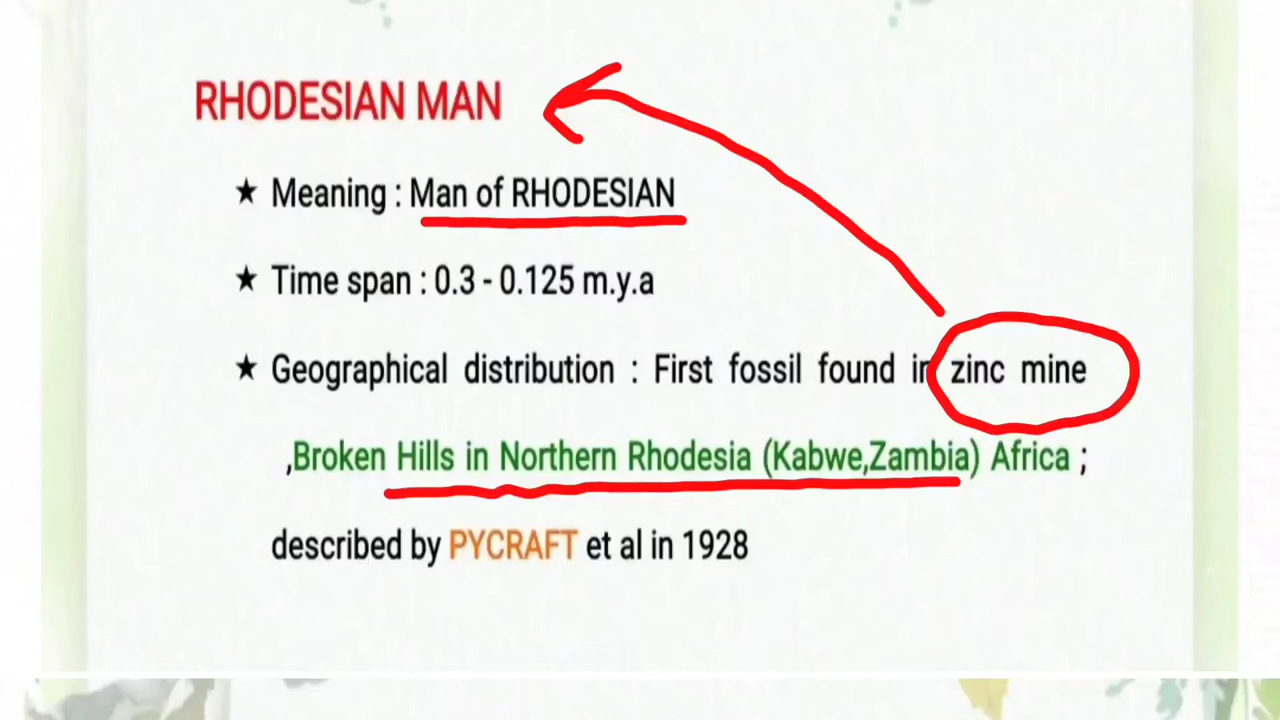 RHODESIAN MAN
★ Meaning : Man of RHODESIAN
★ Time span : 0.3 - 0.125 m.y.a
★ Geographical distribution : First fossil found in zinc mine
,Broken Hills in Northern Rhodesia (Kabwe,Zambia) Africa ;
described by PYCRAFT et al in 1928